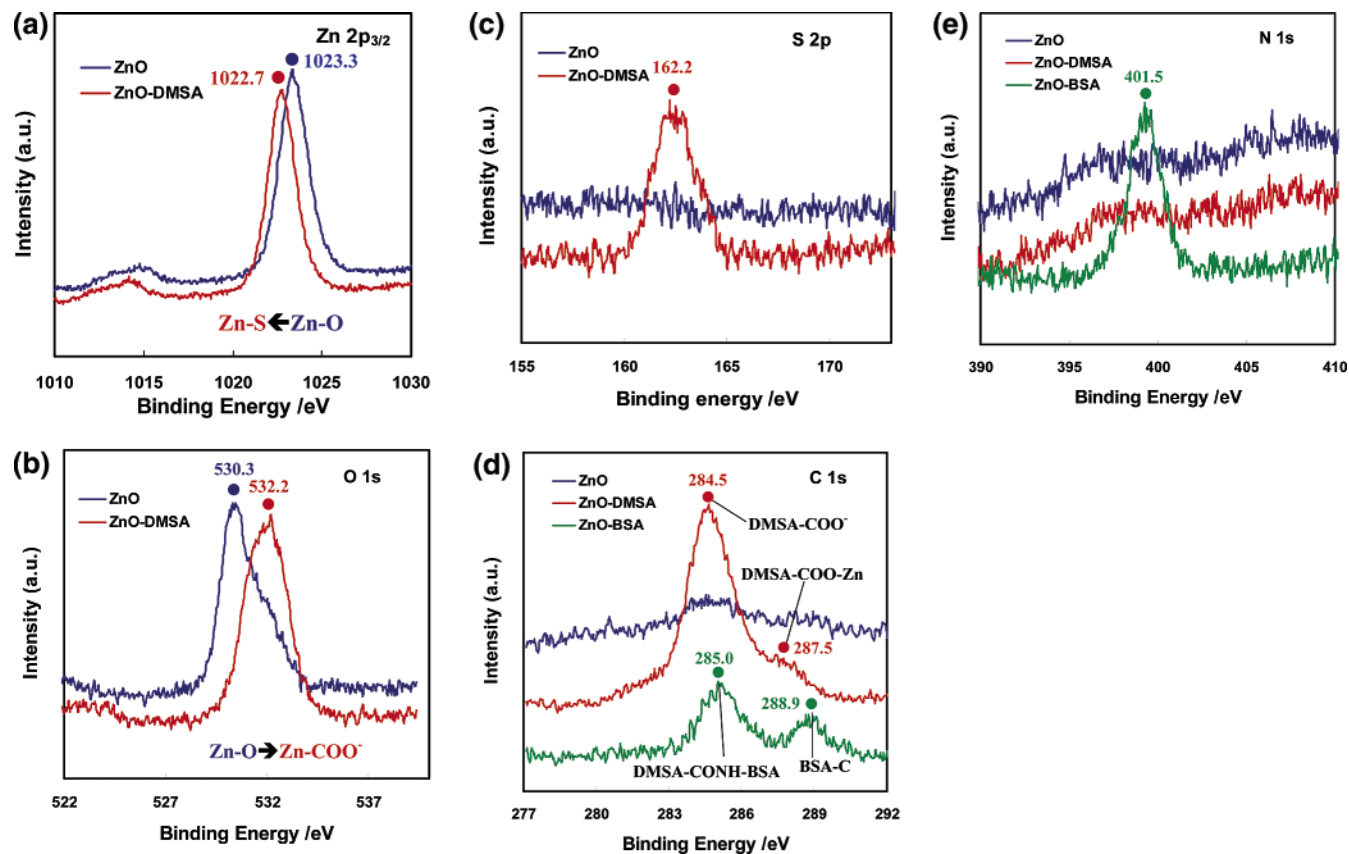 (a)
Zn 2p3/2
ZnO
ZnO-DMSA
1022.7
1023.3
Zn-S←Zn-O
Intensity (a.u.)
1010 1015 1020 1025 1030
Binding Energy /eV
(c)
S 2p
ZnO
ZnO-DMSA
162.2
Intensity (a.u.)
155 160 165 170
Binding energy /eV
(e)
N 1s
ZnO
ZnO-DMSA
ZnO-BSA
401.5
Intensity (a.u.)
390 395 400 405 410
Binding Energy /eV
(b)
O 1s
ZnO
ZnO-DMSA
530.3
532.2
Zn-O→Zn-COO-
Intensity (a.u.)
522 527 532 537
Binding Energy /eV
(d)
C 1s
ZnO
ZnO-DMSA
ZnO-BSA
284.5
DMSA-COO-
DMSA-COO-Zn
287.5
285.0
288.9
DMSA-CONH-BSA
BSA-C
Intensity (a.u.)
277 280 283 286 289 292
Binding Energy /eV